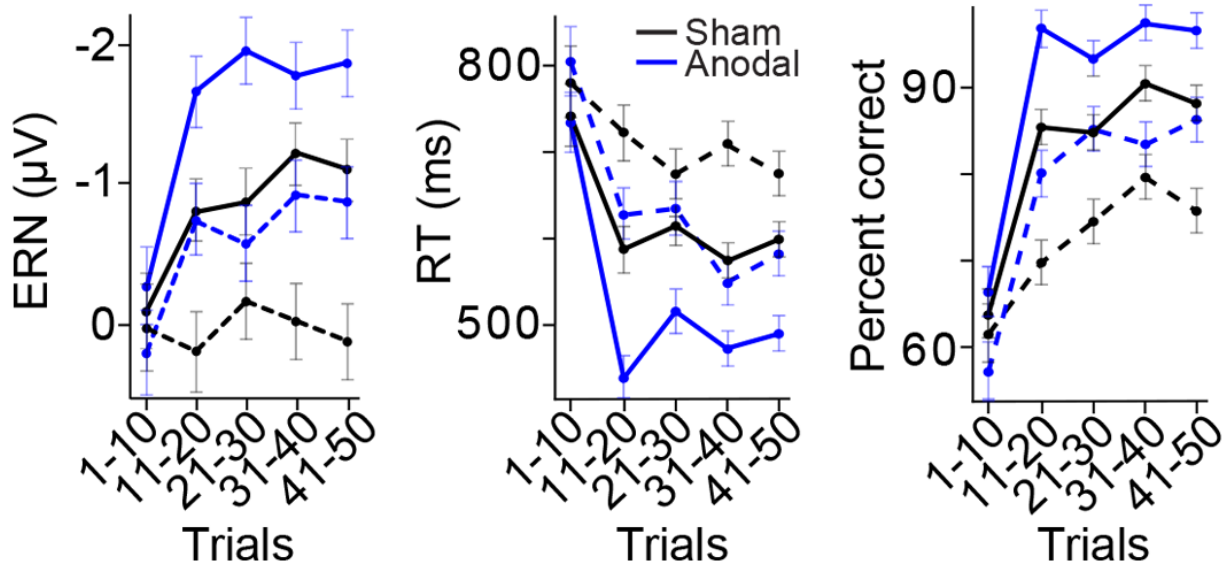 ERN (µV)
-2
-1
0
1-10
11-20
21-30
31-40
41-50
Trials
RT (ms)
800
500
Sham
Anodal
1-10
11-20
21-30
31-40
41-50
Trials
Percent correct
90
60
1-10
11-20
21-30
31-40
41-50
Trials